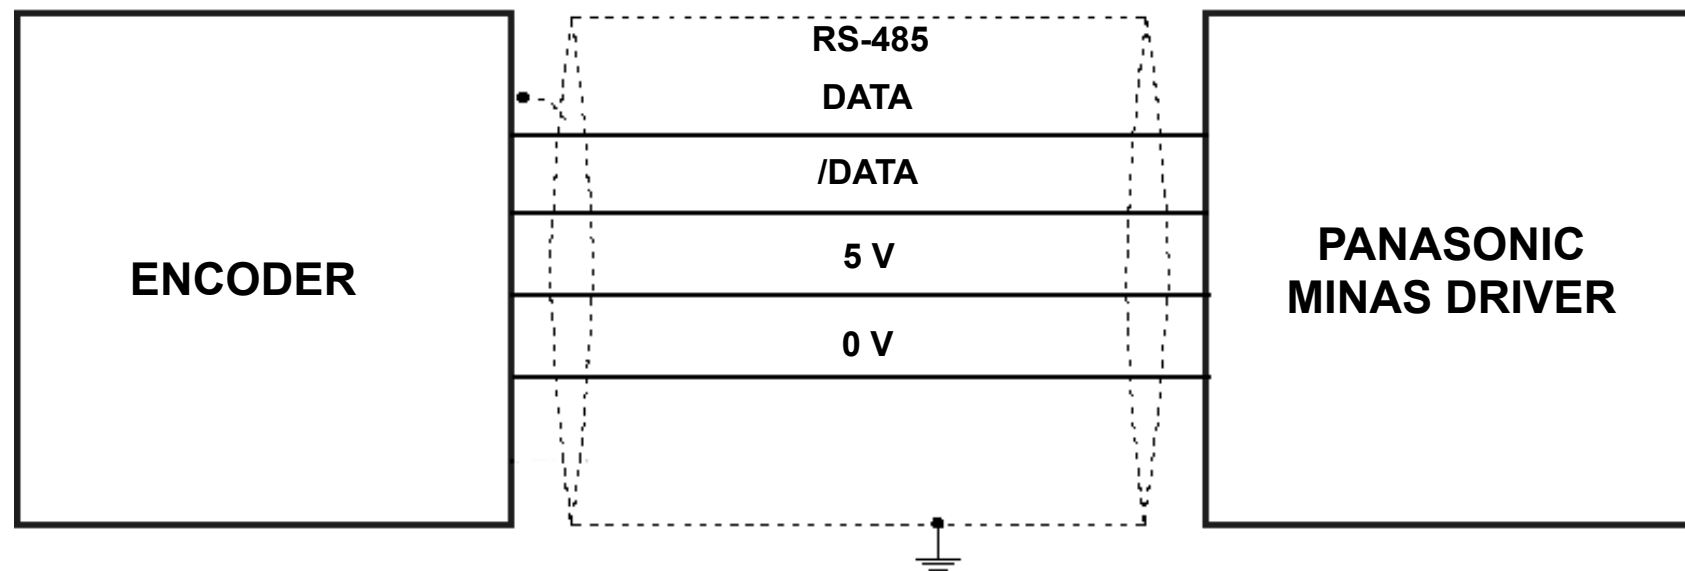 RS-485
DATA
/DATA
5 V
0 V
ENCODER
PANASONIC
MINAS DRIVER